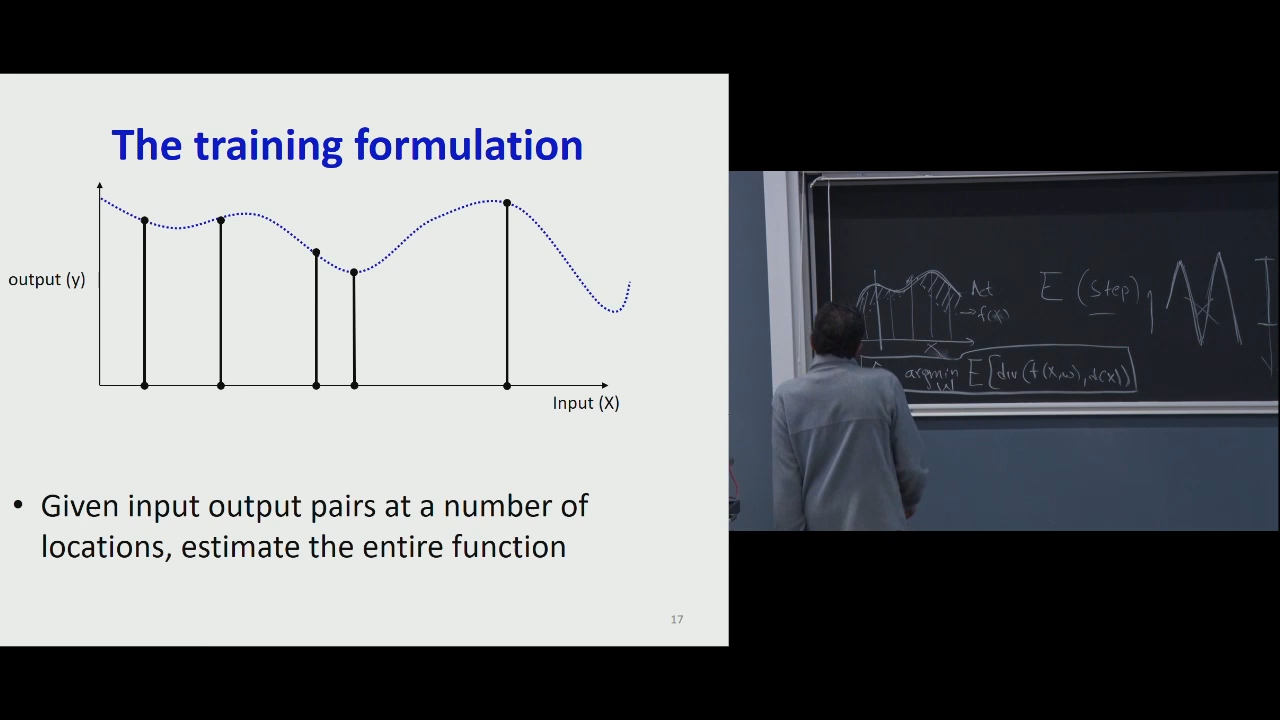 The training formulation
output (y)
Input (X)
• Given input output pairs at a number of
locations, estimate the entire function
17
Act
→ f(X)
E (Step)
X
argmin E[div(f(X,w), d(X))]
W